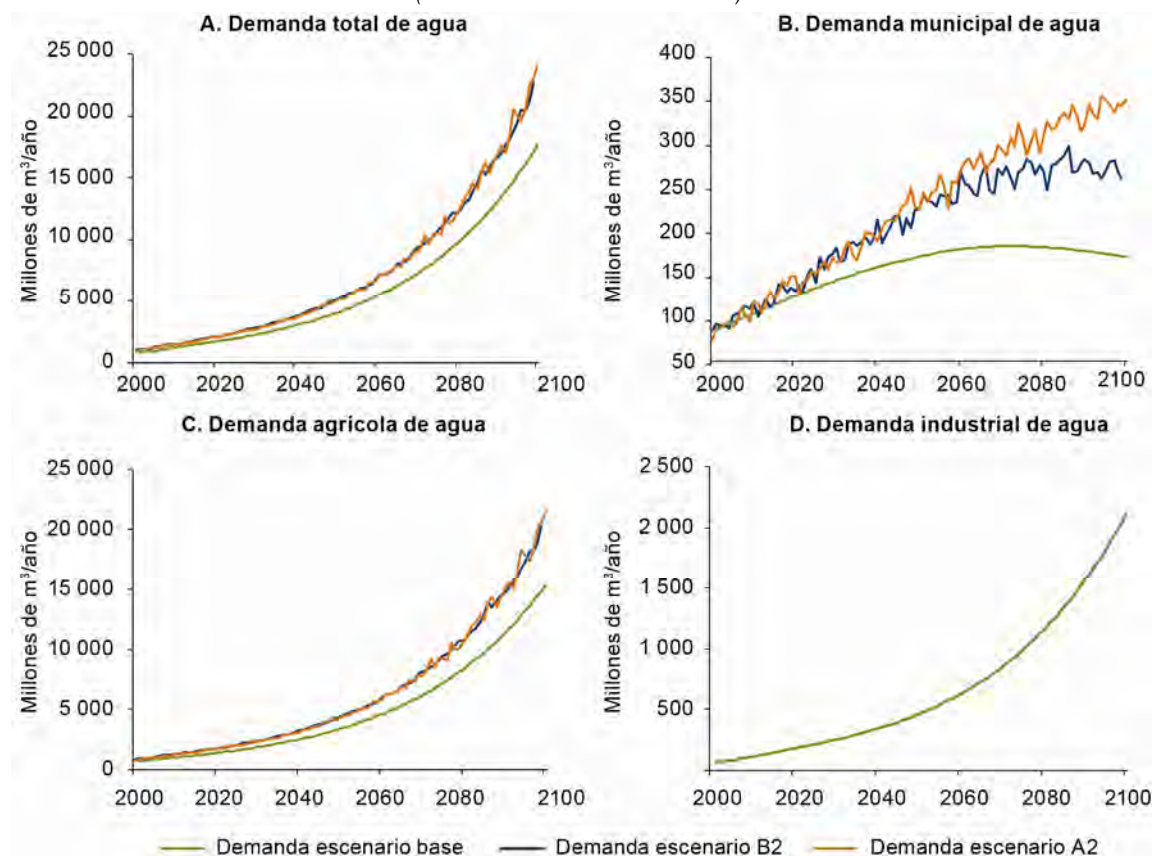 A. Demanda total de agua
Millones de m³/año
25 000
20 000
15 000
10 000
5 000
0
2000 2020 2040 2060 2080 2100
B. Demanda municipal de agua
Millones de m³/año
400
350
300
250
200
150
100
50
2000 2020 2040 2060 2080 2100
C. Demanda agrícola de agua
Millones de m³/año
25 000
20 000
15 000
10 000
5 000
0
2000 2020 2040 2060 2080 2100
D. Demanda industrial de agua
Millones de m³/año
2 500
2 000
1 500
1 000
500
2000 2020 2040 2060 2080 2100
Demanda escenario base Demanda escenario B2 Demanda escenario A2